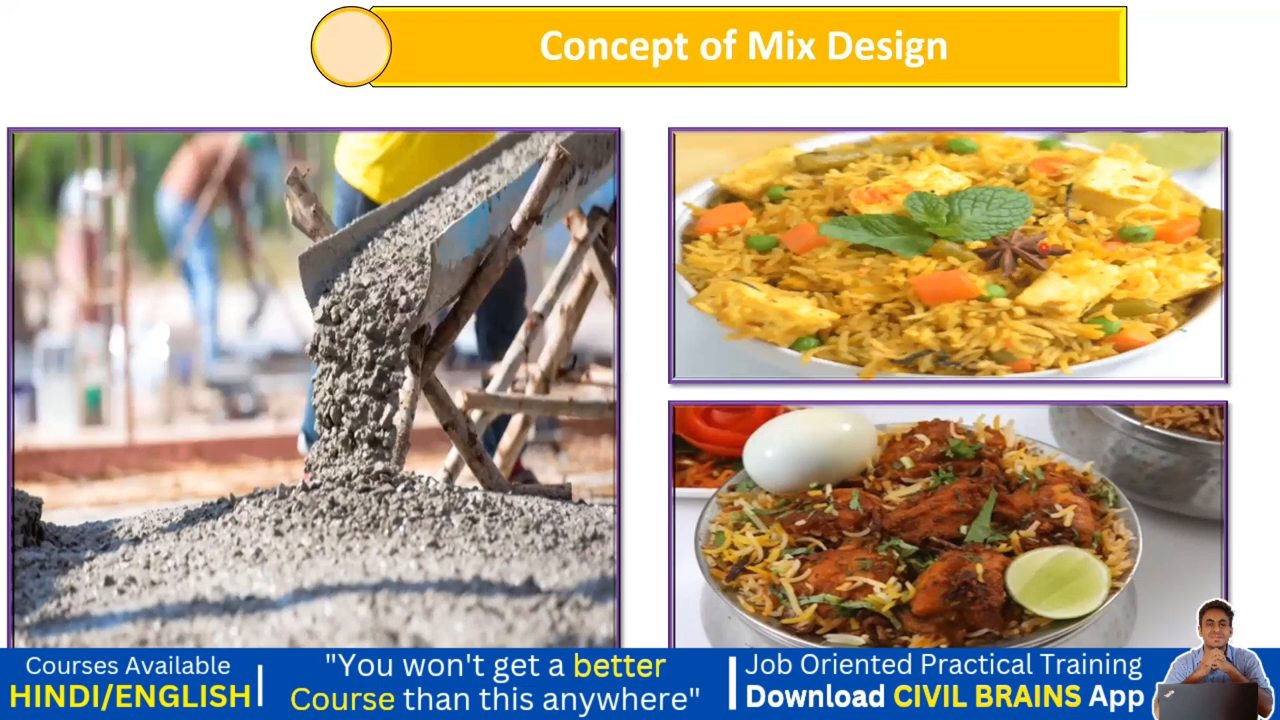 Concept of Mix Design
Courses Available
HINDI/ENGLISH
"You won't get a better
Course than this anywhere"
Job Oriented Practical Training
Download CIVIL BRAINS App